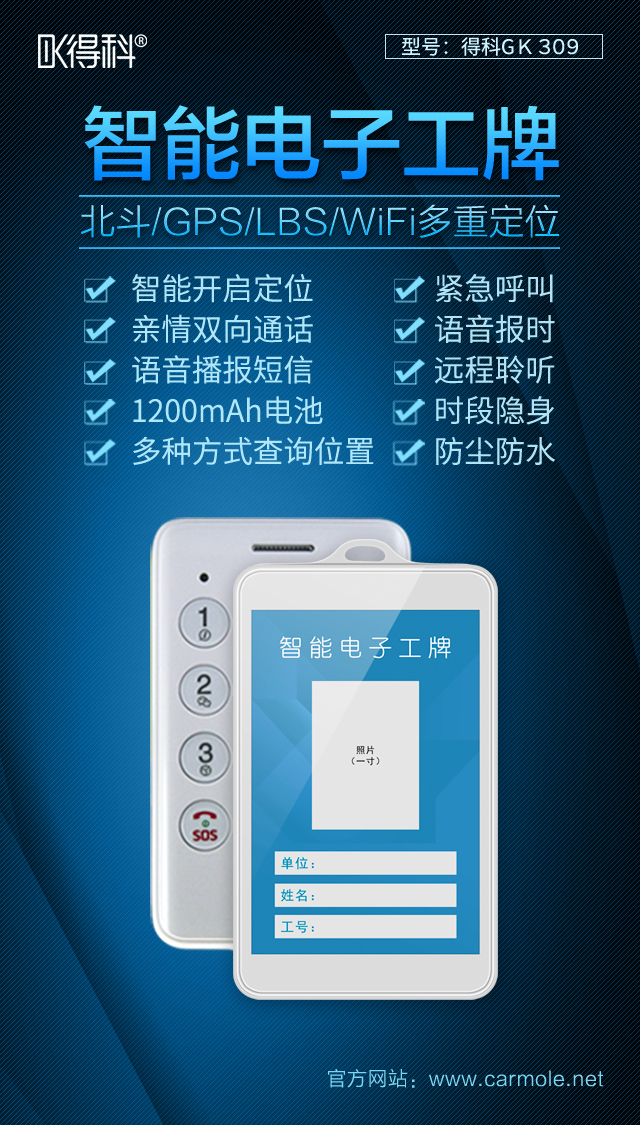 DK得科®
型号：得科GK 309
智能电子工牌
北斗/GPS/LBS/WiFi多重定位
智能开启定位
紧急呼叫
亲情双向通话
语音报时
语音播报短信
远程聆听
1200mAh电池
时段隐身
多种方式查询位置
防尘防水
1
2
3
SOS
智能电子工牌
照片
（一寸）
单位：
姓名：
工号：
官方网站：www.carmole.net